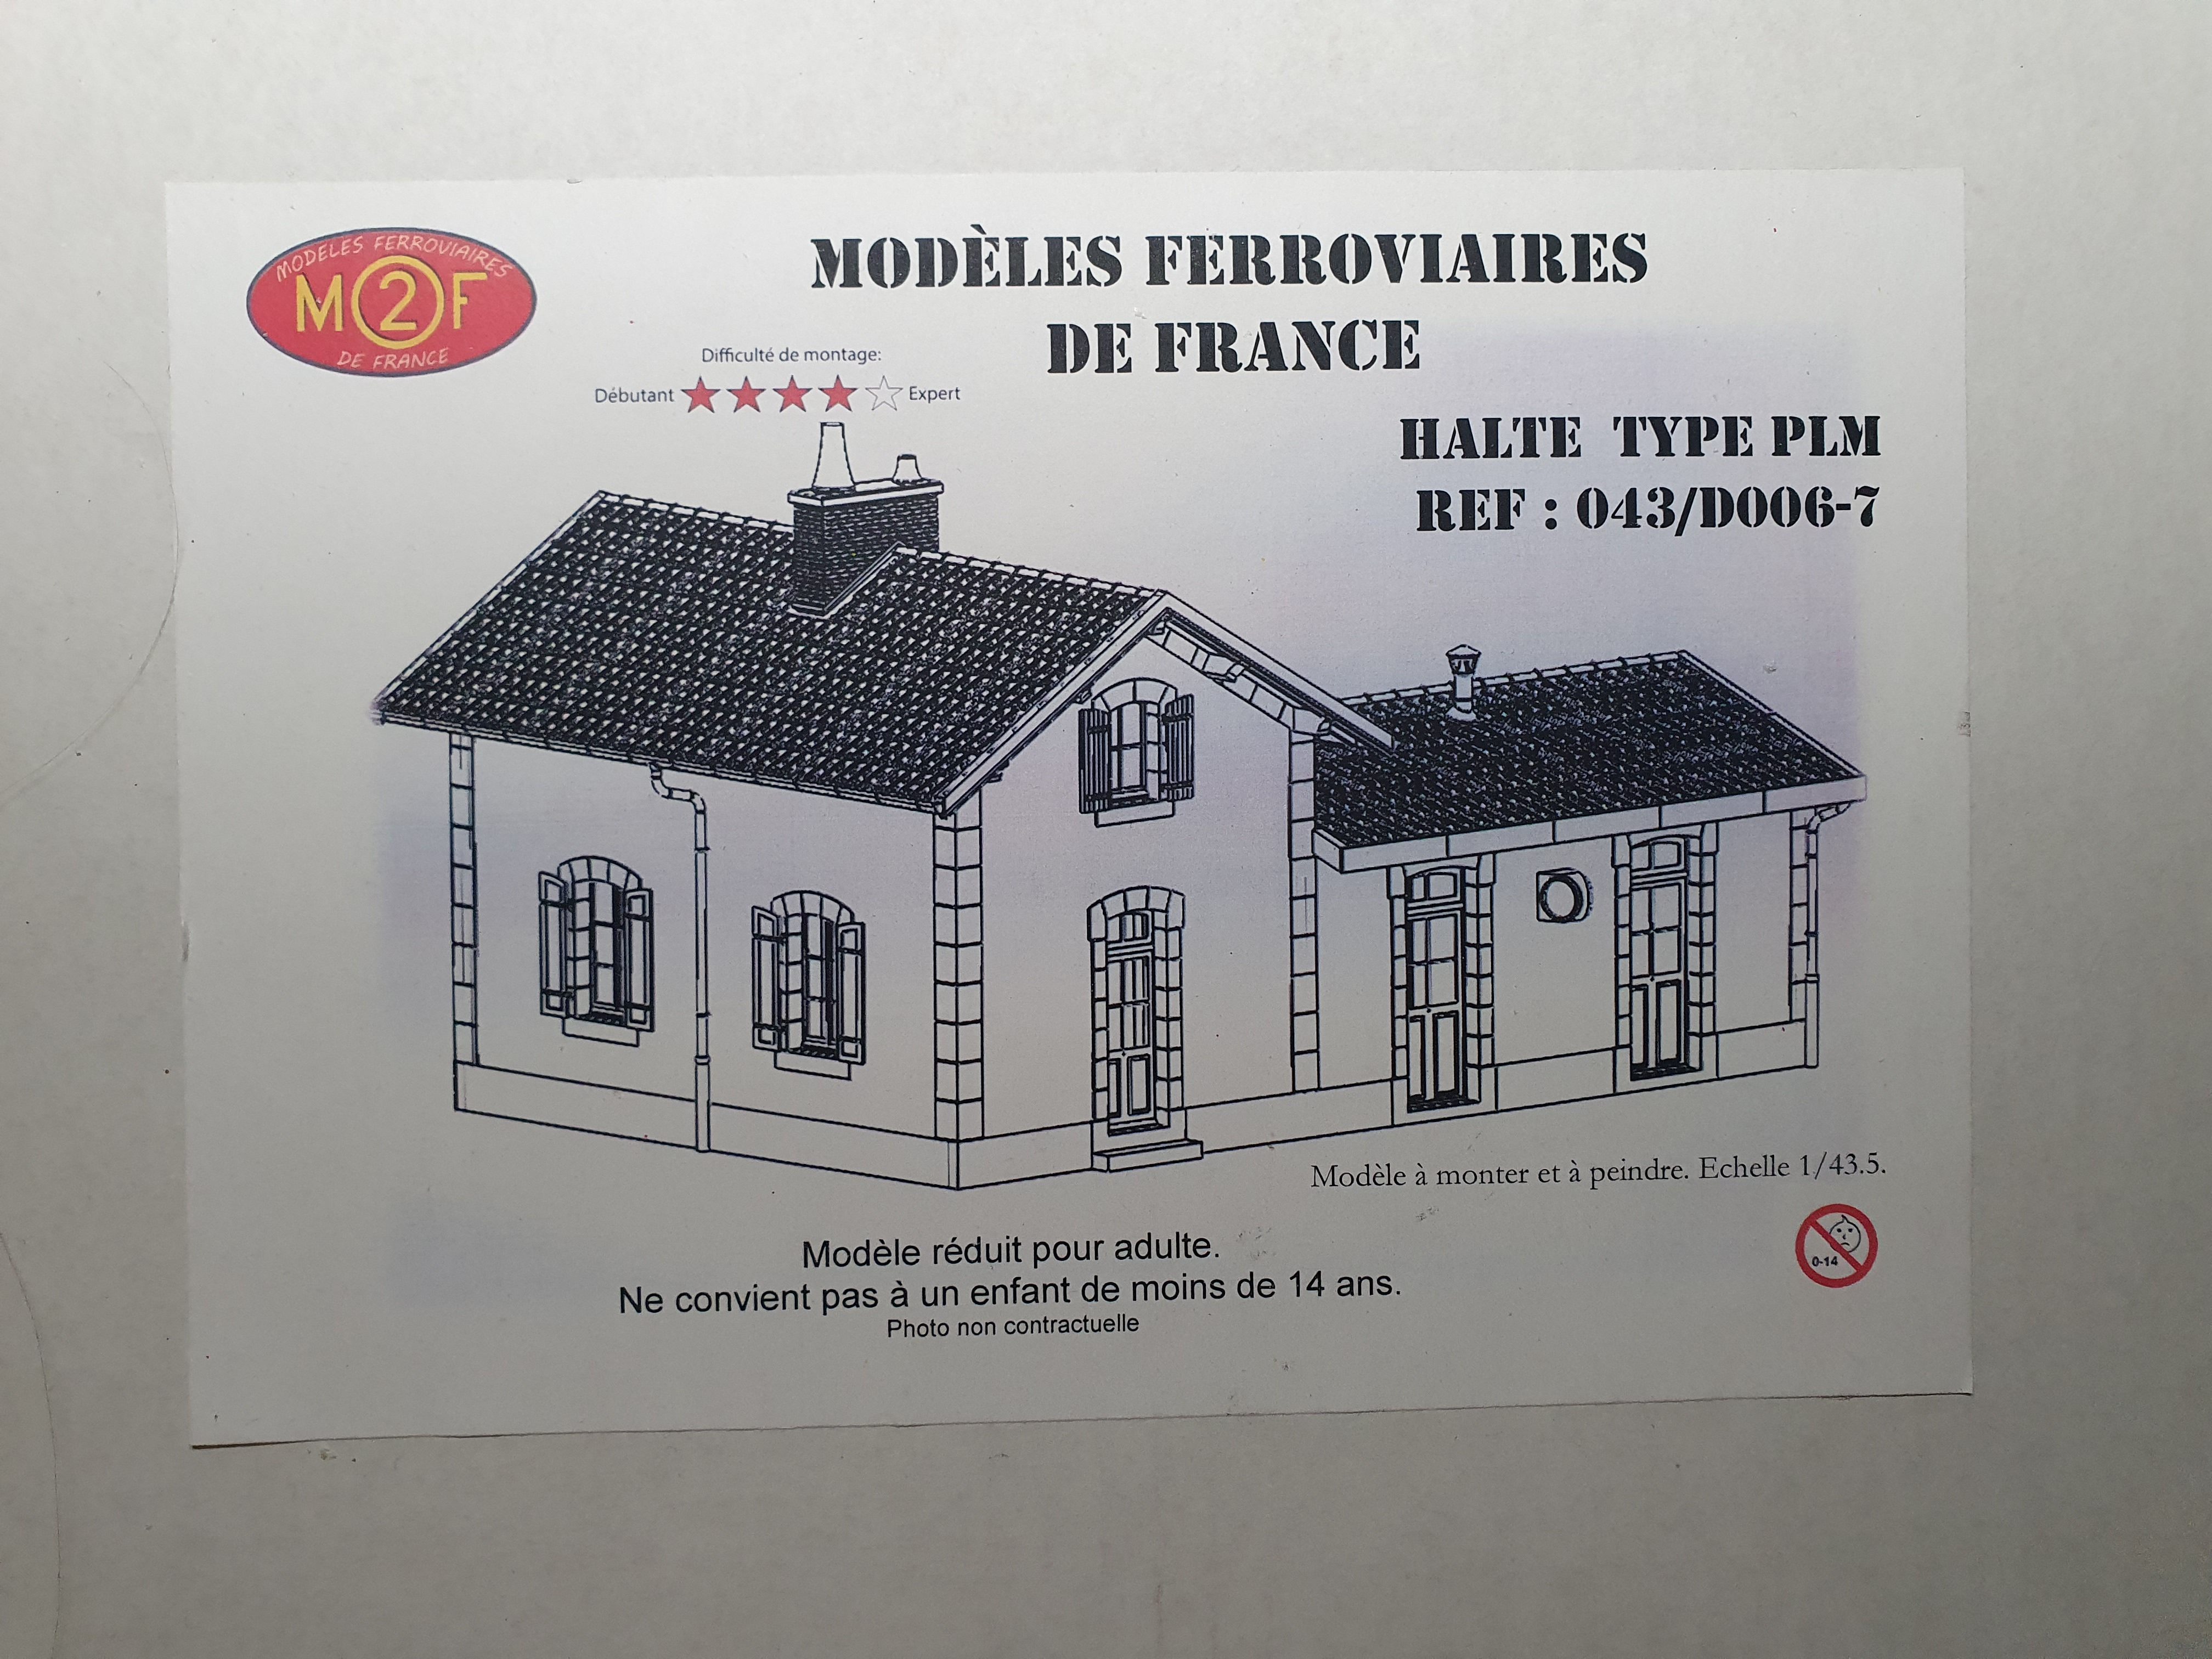 MODELES FERROVIAIRES
M2F
DE FRANCE
MODÈLES FERROVIAIRES
DE FRANCE
Difficulté de montage:
Débutant Expert
HALTE TYPE PLM
REF : 043/D006-7
Modèle à monter et à peindre. Echelle 1/43.5.
0-14
Modèle réduit pour adulte.
Ne convient pas à un enfant de moins de 14 ans.
Photo non contractuelle